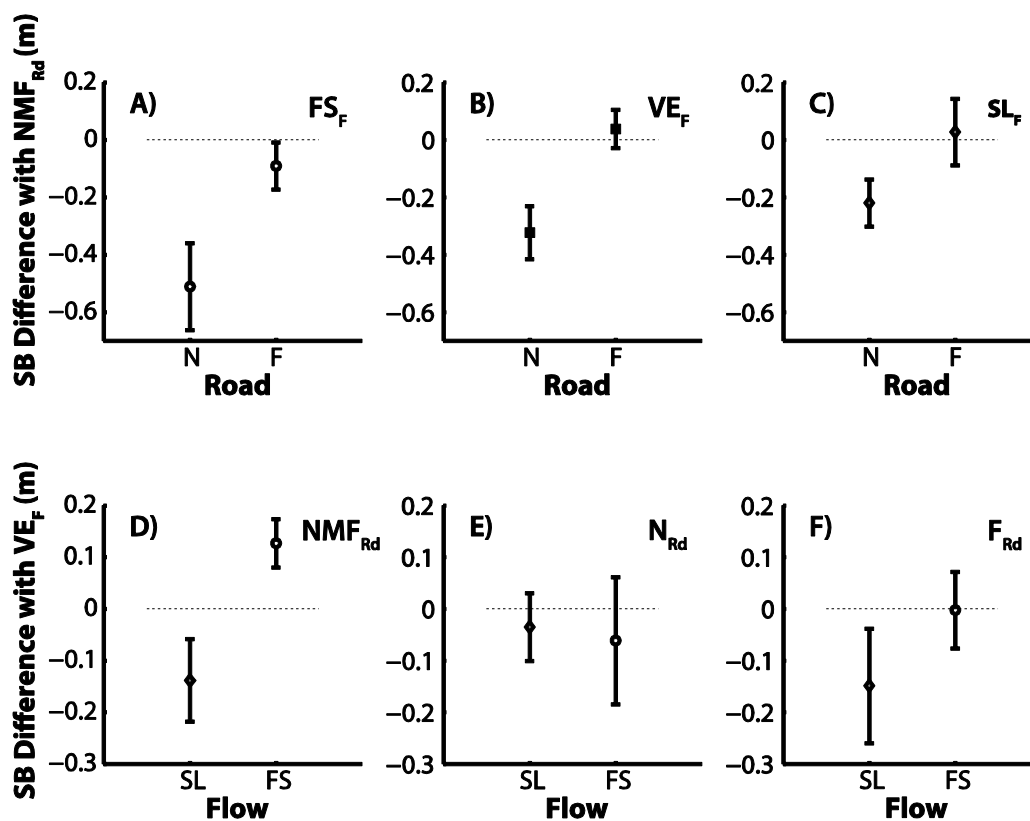 SB Difference with NMF_Rd (m)
0.2
0
−0.2
−0.4
−0.6
A)
FS_F
N
F
Road
0.2
0
−0.2
−0.4
−0.6
B)
VE_F
N
F
Road
0.2
0
−0.2
−0.4
−0.6
C)
SL_F
N
F
Road
SB Difference with VE_F (m)
0.2
0.1
0
−0.1
−0.2
−0.3
D)
NMF_Rd
SL
FS
Flow
0.2
0.1
0
−0.1
−0.2
−0.3
E)
N_Rd
SL
FS
Flow
0.2
0.1
0
−0.1
−0.2
−0.3
F)
F_Rd
SL
FS
Flow